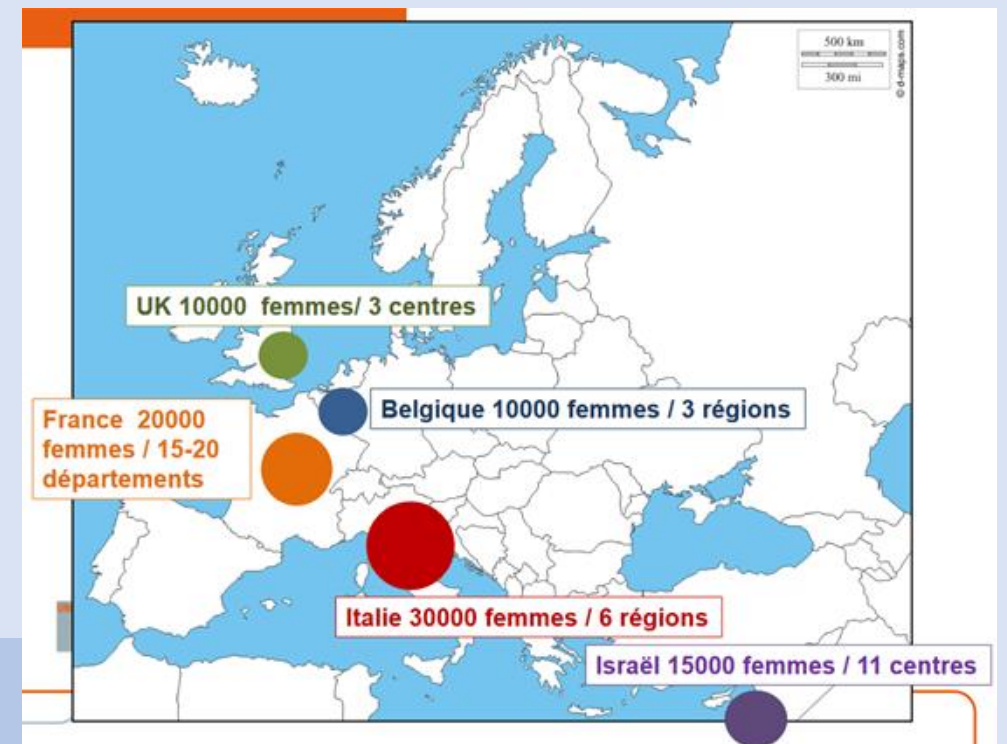 500 km
300 mi
© d-maps.com
UK 10000 femmes/ 3 centres
Belgique 10000 femmes / 3 régions
France 20000
femmes / 15-20
départements
Italie 30000 femmes / 6 régions
Israël 15000 femmes / 11 centres